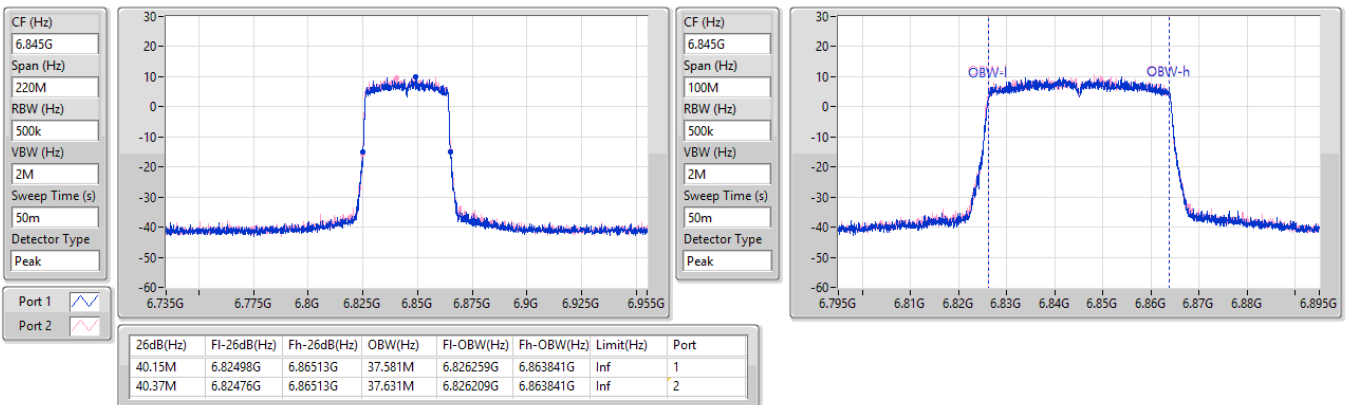 CF (Hz)
6.845G
Span (Hz)
220M
RBW (Hz)
500k
VBW (Hz)
2M
Sweep Time (s)
50m
Detector Type
Peak
Port 1
Port 2
30
20
10
0
-10
-20
-30
-40
-50
-60
6.735G 6.775G 6.8G 6.825G 6.85G 6.875G 6.9G 6.925G 6.955G
CF (Hz)
6.845G
Span (Hz)
100M
RBW (Hz)
500k
VBW (Hz)
2M
Sweep Time (s)
50m
Detector Type
Peak
30
20
10
0
-10
-20
-30
-40
-50
-60
OBW-l OBW-h
6.795G 6.81G 6.82G 6.83G 6.84G 6.85G 6.86G 6.87G 6.88G 6.895G
26dB(Hz) Fl-26dB(Hz) Fh-26dB(Hz) OBW(Hz) Fl-OBW(Hz) Fh-OBW(Hz) Limit(Hz) Port
40.15M 6.82498G 6.86513G 37.581M 6.826259G 6.863841G Inf 1
40.37M 6.82476G 6.86513G 37.631M 6.826209G 6.863841G Inf 2